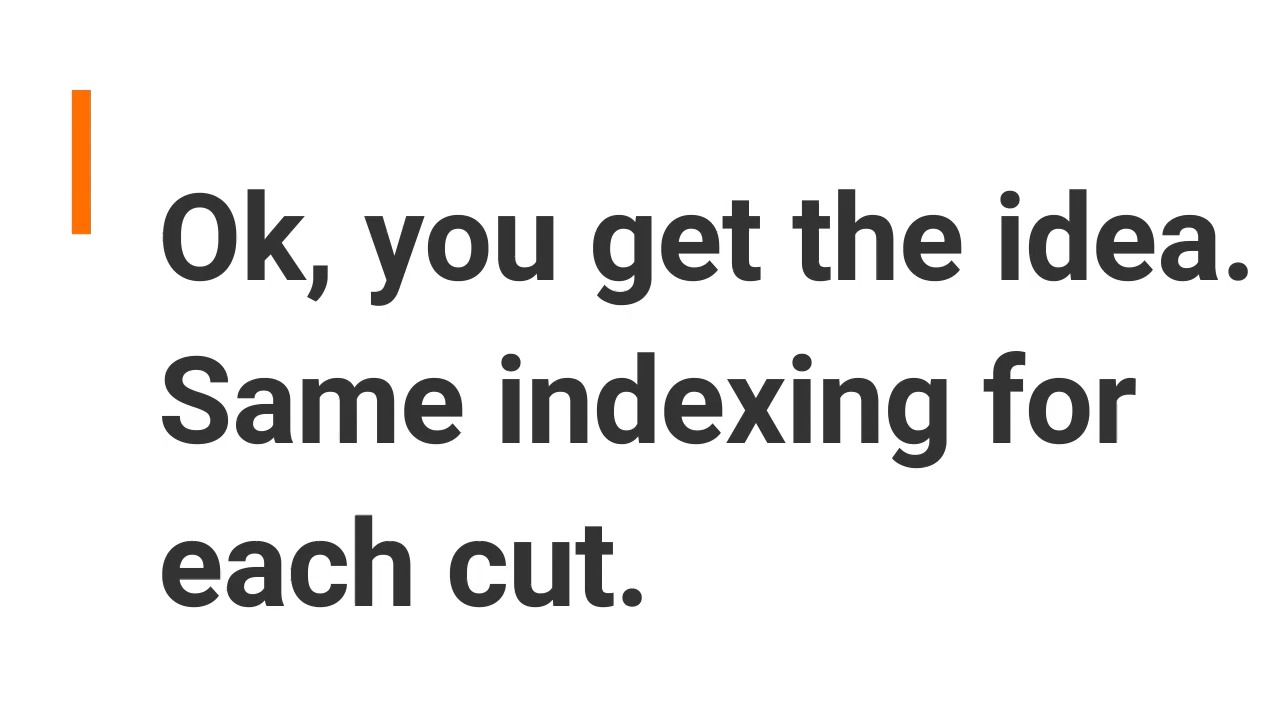 Ok, you get the idea.
Same indexing for
each cut.